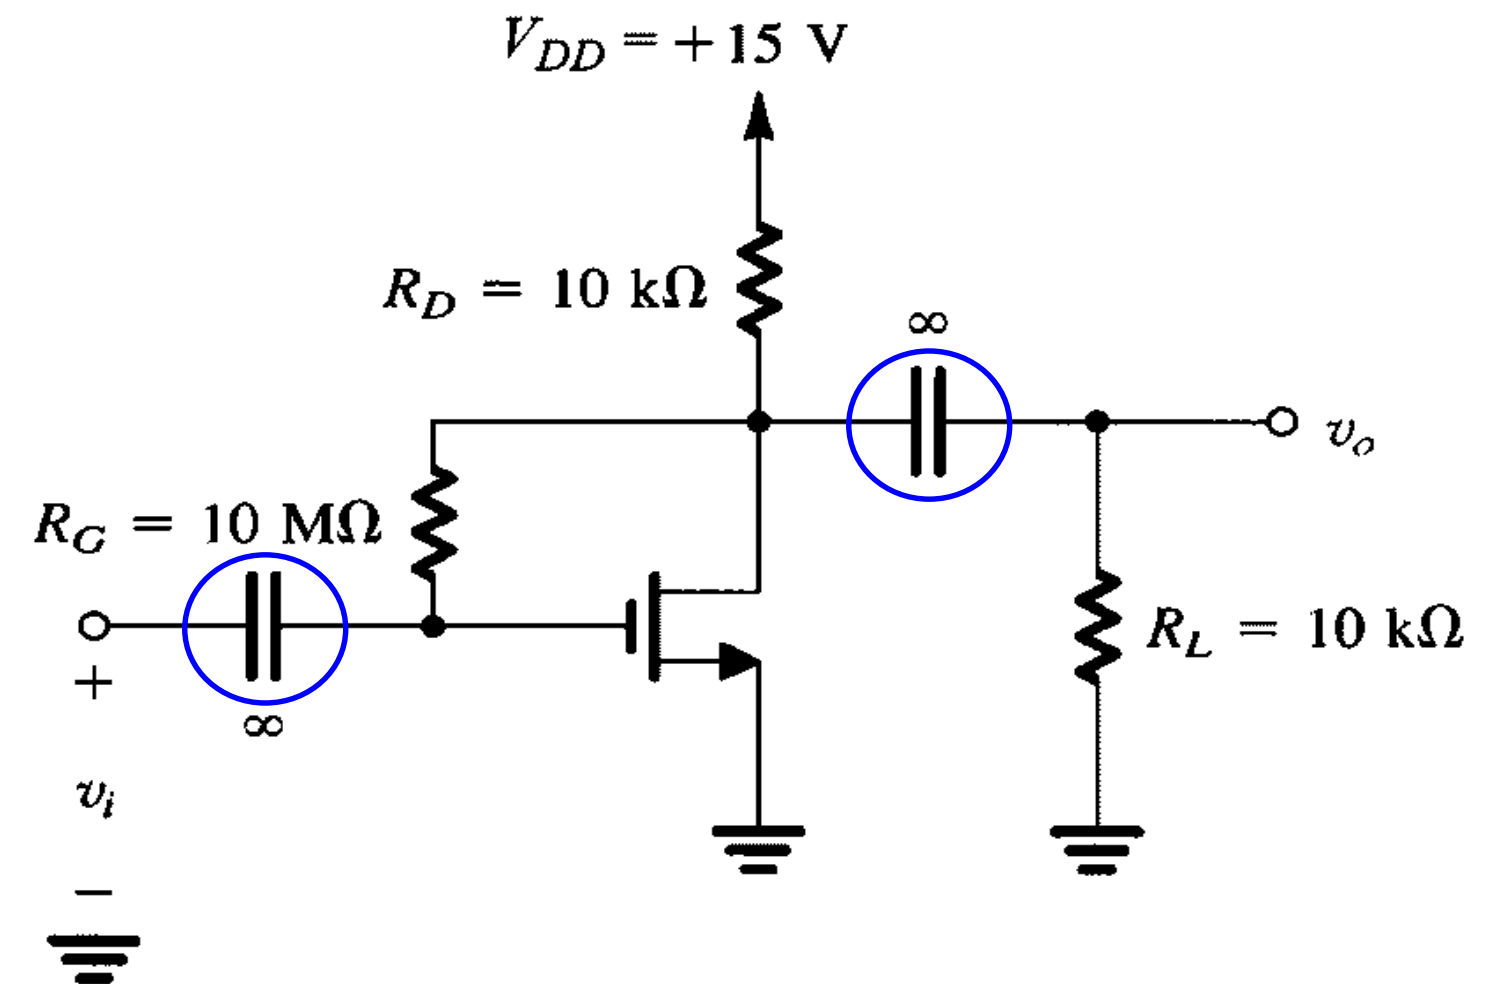 V_DD = +15 V
R_D = 10 kΩ
∞
v_o
R_G = 10 MΩ
R_L = 10 kΩ
+
∞
v_i
−